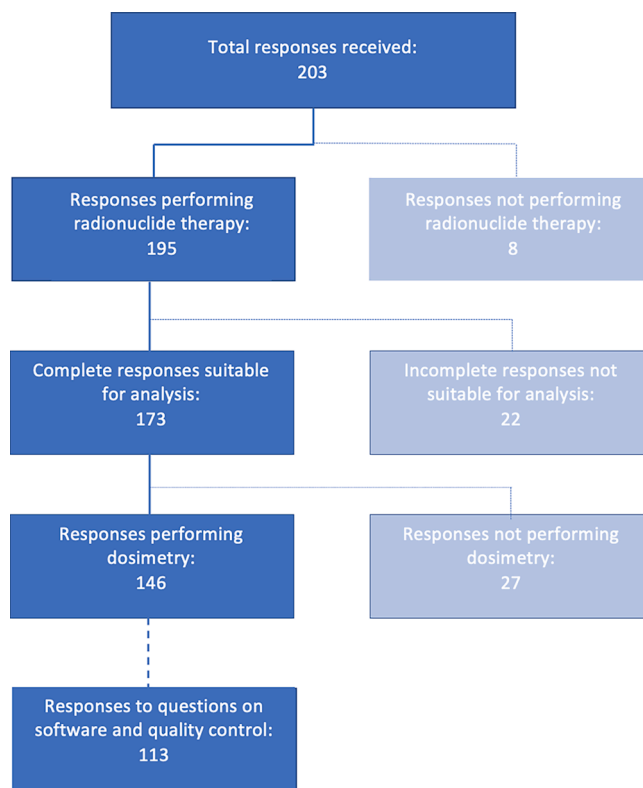 Total responses received:
203
Responses performing
radionuclide therapy:
195
Responses not performing
radionuclide therapy:
8
Complete responses suitable
for analysis:
173
Incomplete responses not
suitable for analysis:
22
Responses performing
dosimetry:
146
Responses not performing
dosimetry:
27
Responses to questions on
software and quality control:
113